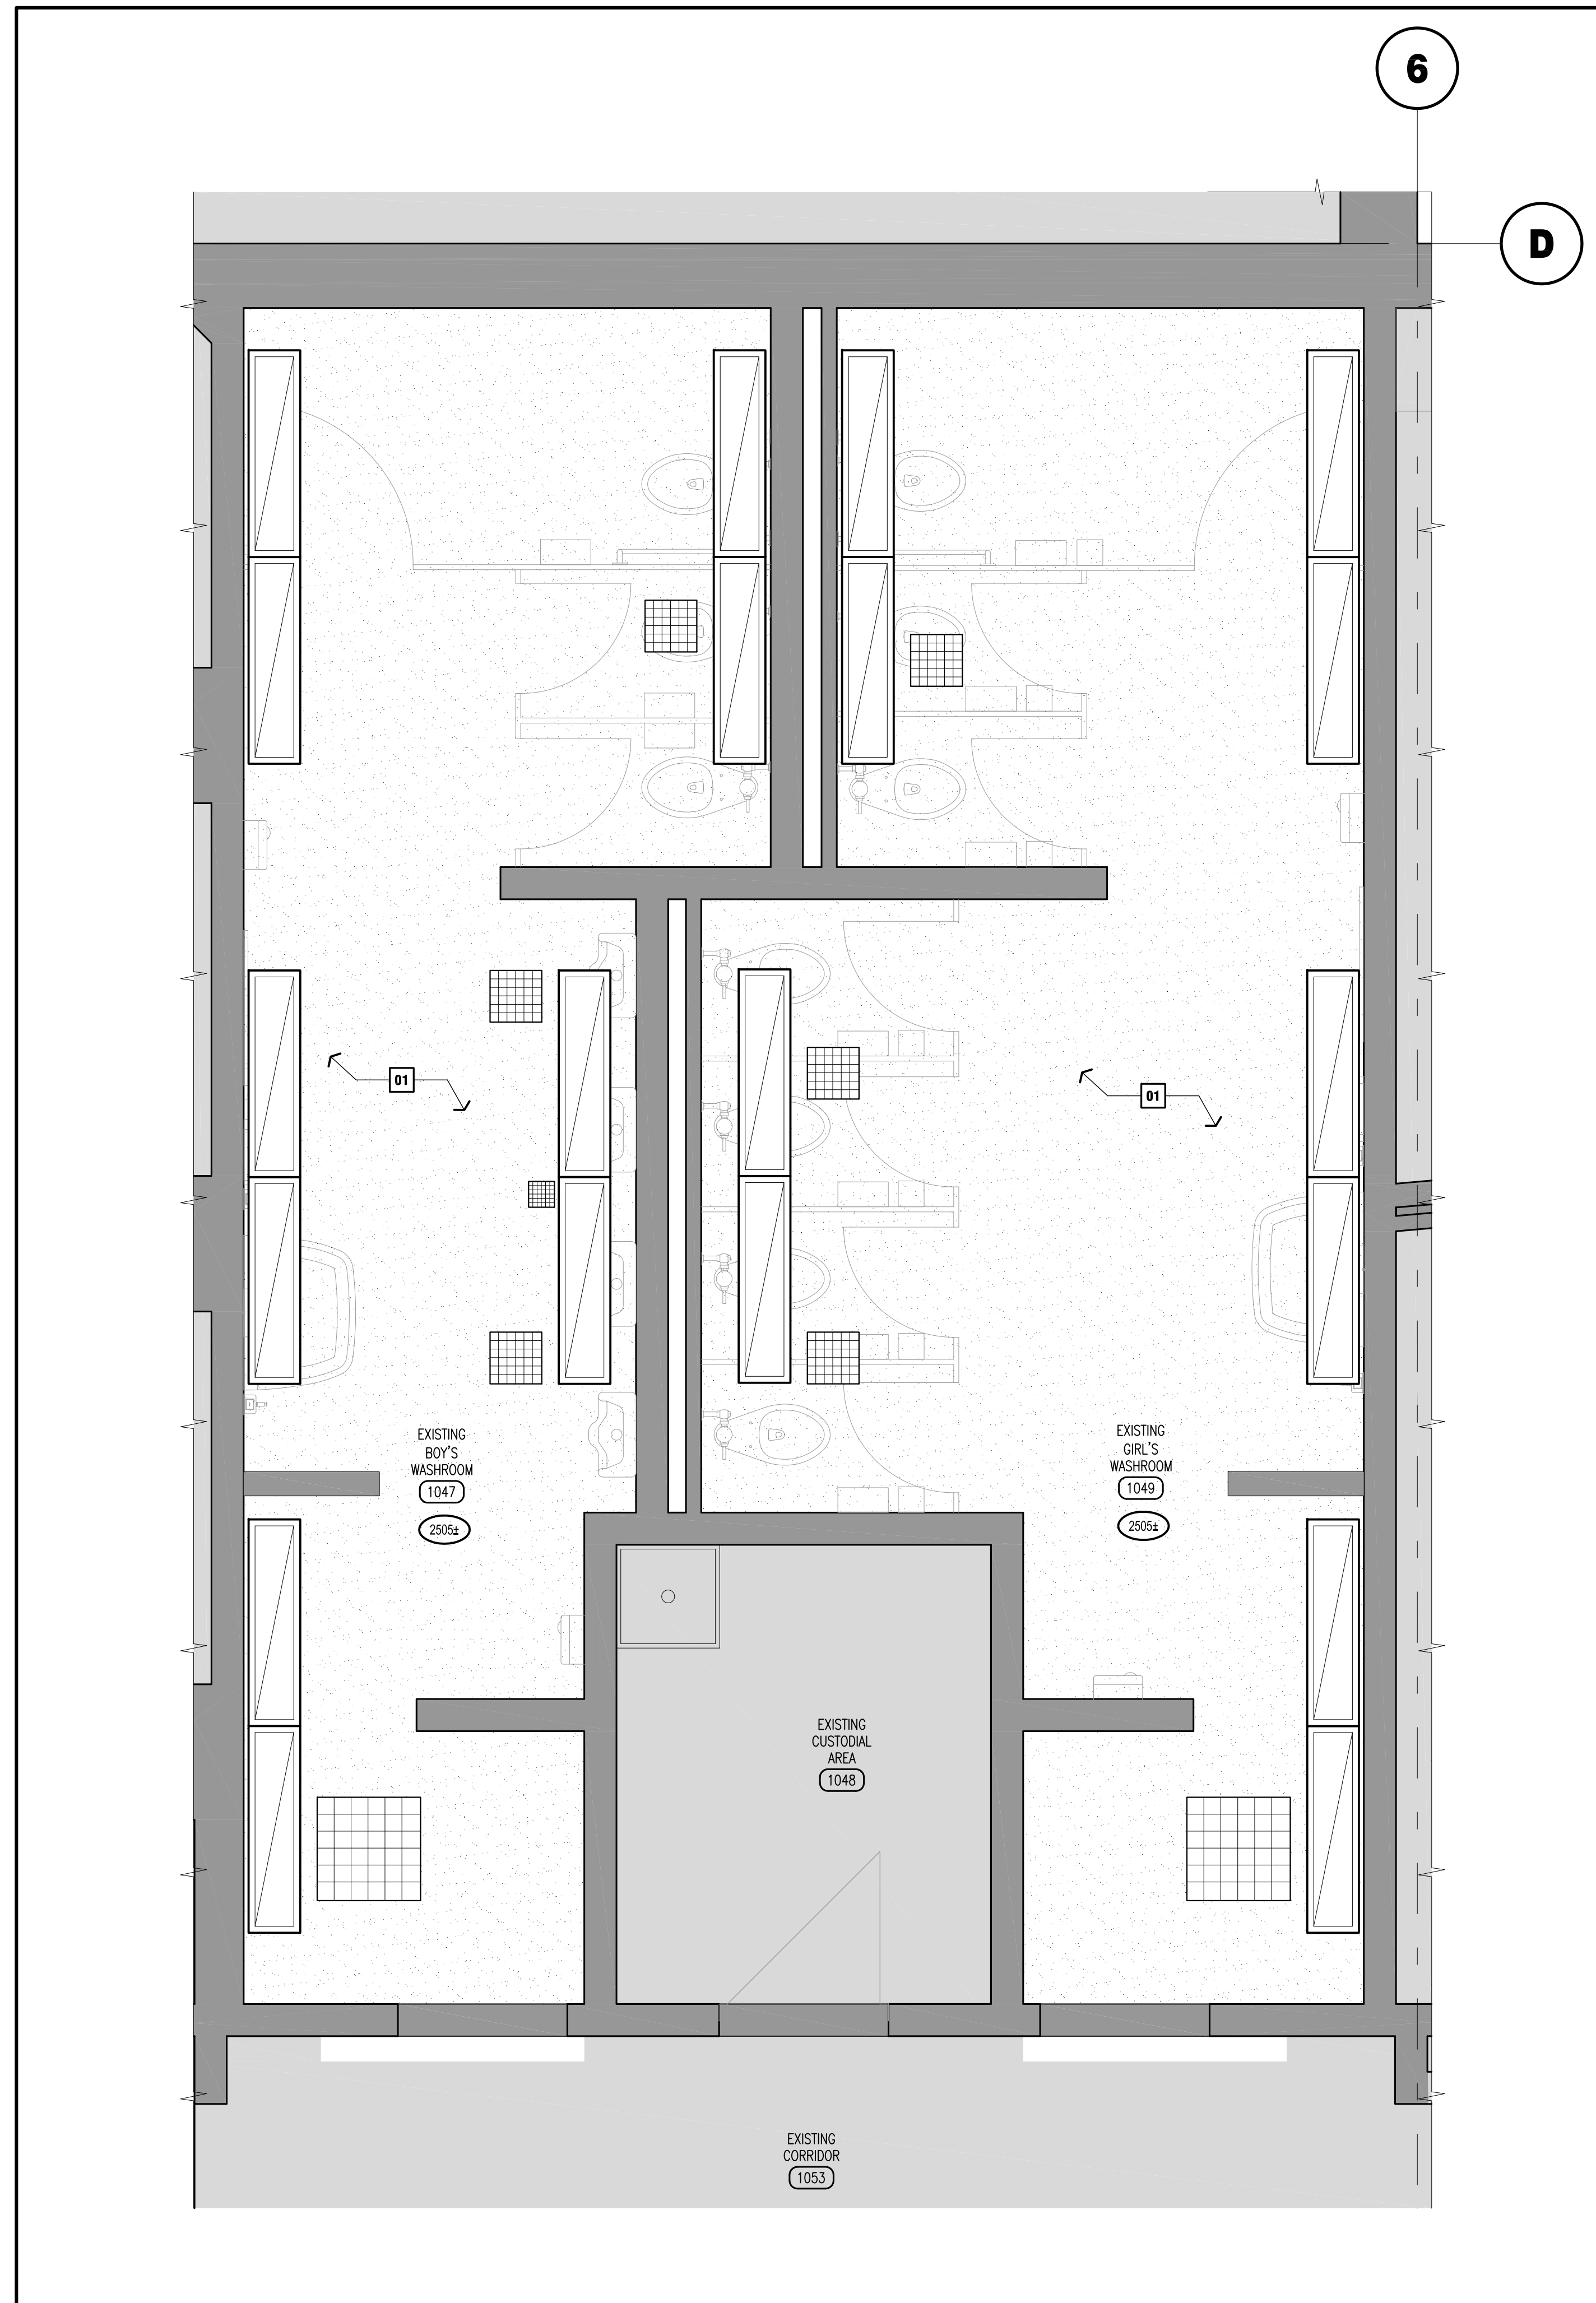 6
D
01
01
EXISTING
BOY'S
WASHROOM
1047
2505±
EXISTING
GIRL'S
WASHROOM
1049
2505±
EXISTING
CUSTODIAL
AREA
1048
EXISTING
CORRIDOR
1053